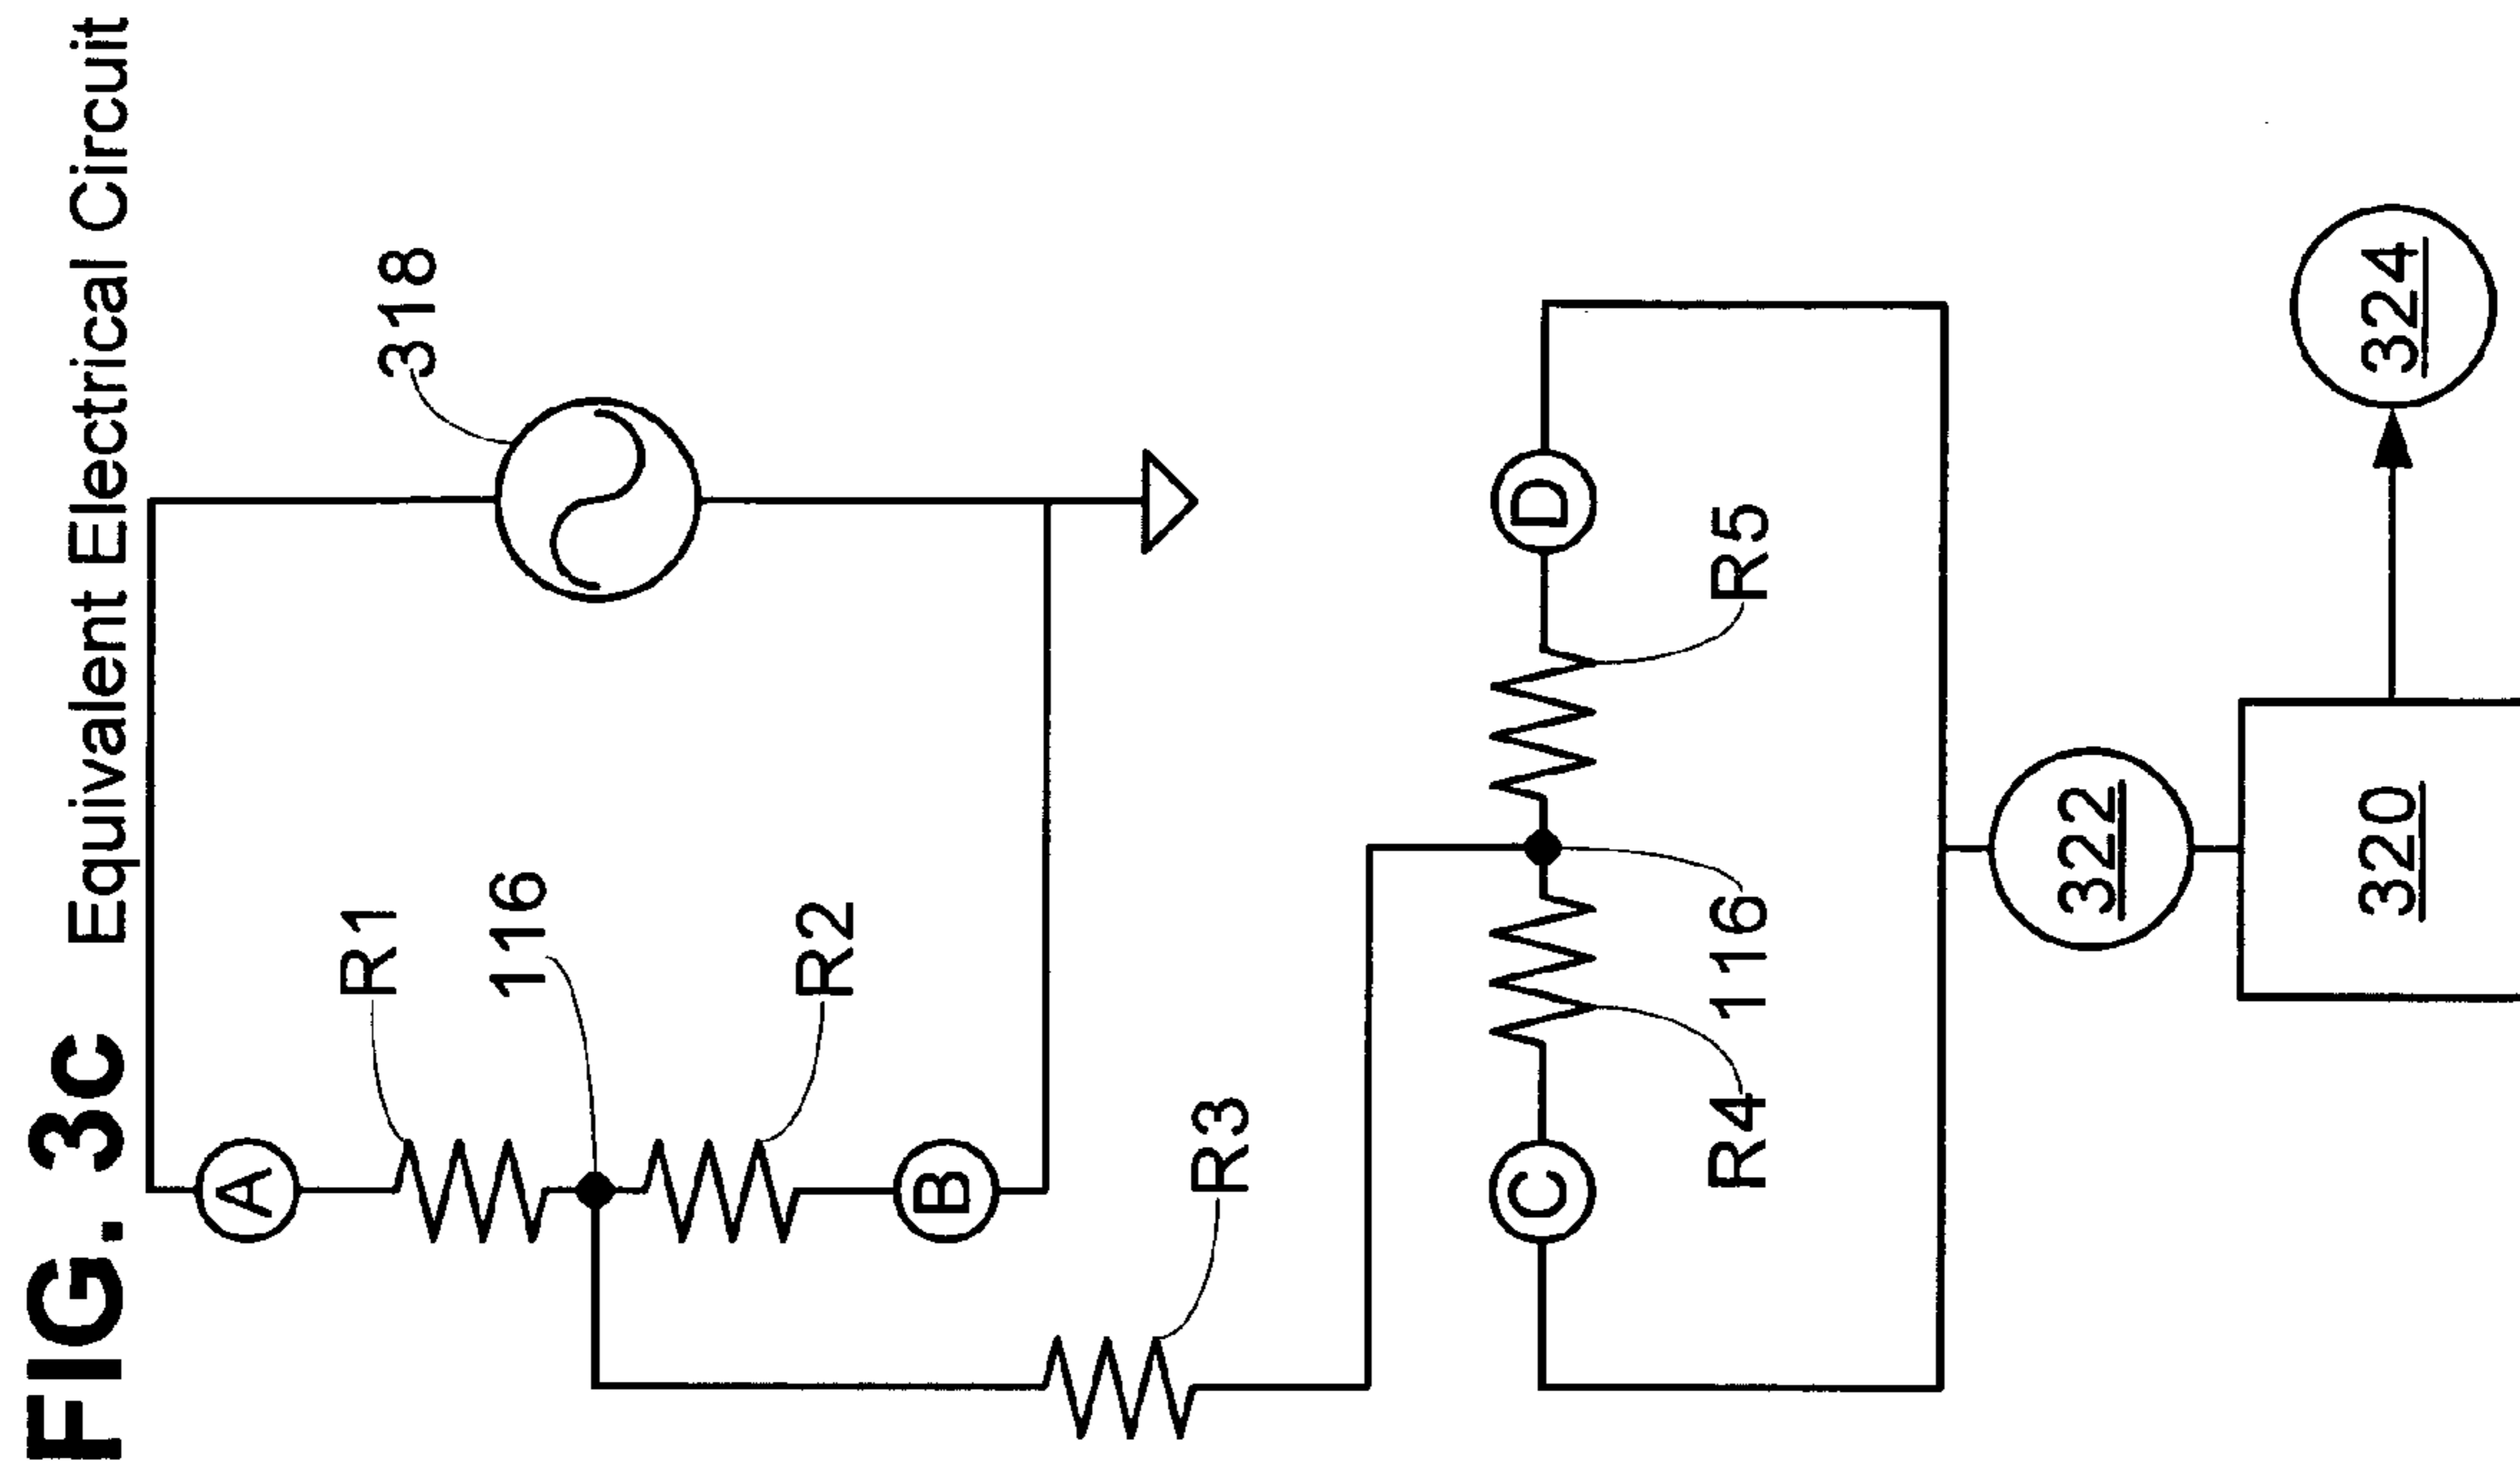 FIG. 3c Equivalent Electrical Circuit
318
A
R1
116
R2
B
R3
C
D
R5
R4
116
322
320
324